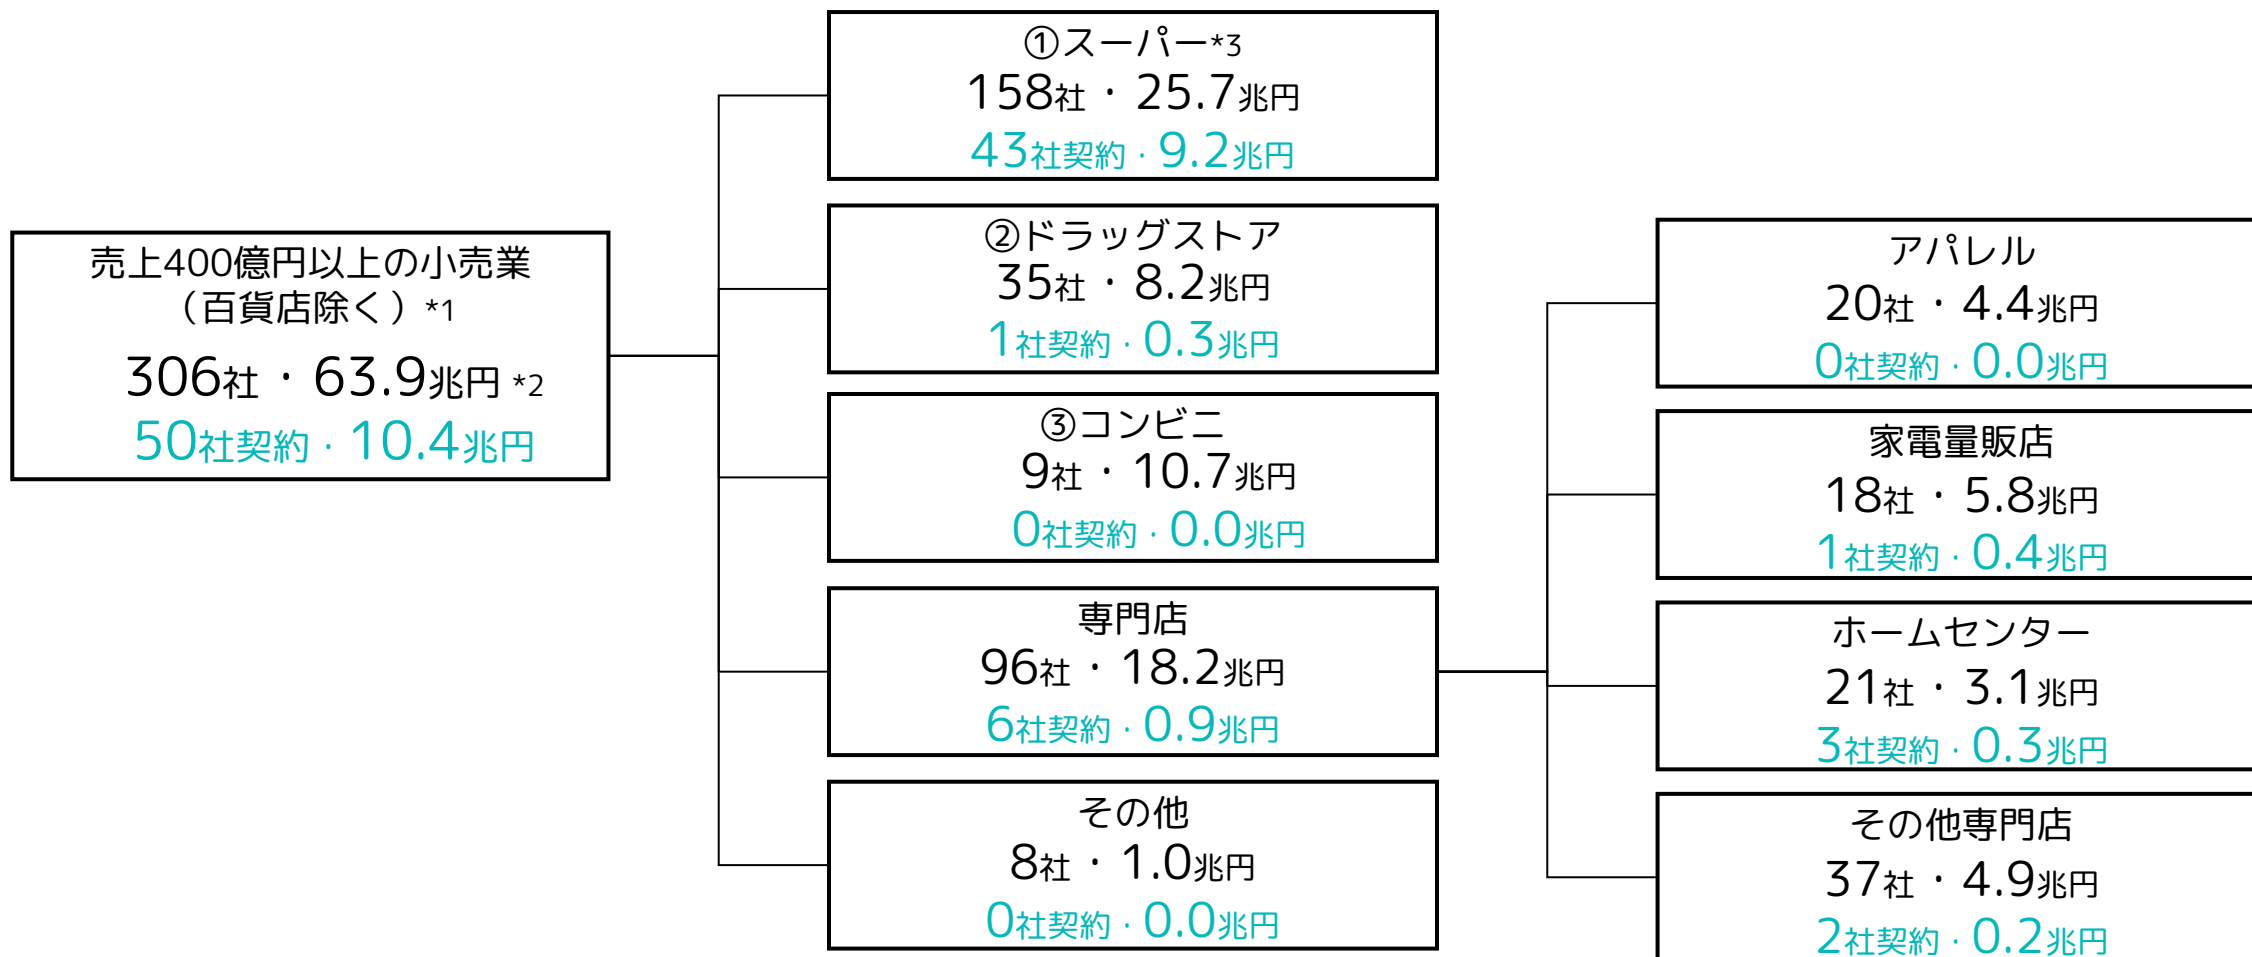 売上400億円以上の小売業
（百貨店除く）*1
306社・63.9兆円 *2
50社契約・10.4兆円
①スーパー*3
158社・25.7兆円
43社契約・9.2兆円
②ドラッグストア
35社・8.2兆円
1社契約・0.3兆円
③コンビニ
9社・10.7兆円
0社契約・0.0兆円
専門店
96社・18.2兆円
6社契約・0.9兆円
その他
8社・1.0兆円
0社契約・0.0兆円
アパレル
20社・4.4兆円
0社契約・0.0兆円
家電量販店
18社・5.8兆円
1社契約・0.4兆円
ホームセンター
21社・3.1兆円
3社契約・0.3兆円
その他専門店
37社・4.9兆円
2社契約・0.2兆円